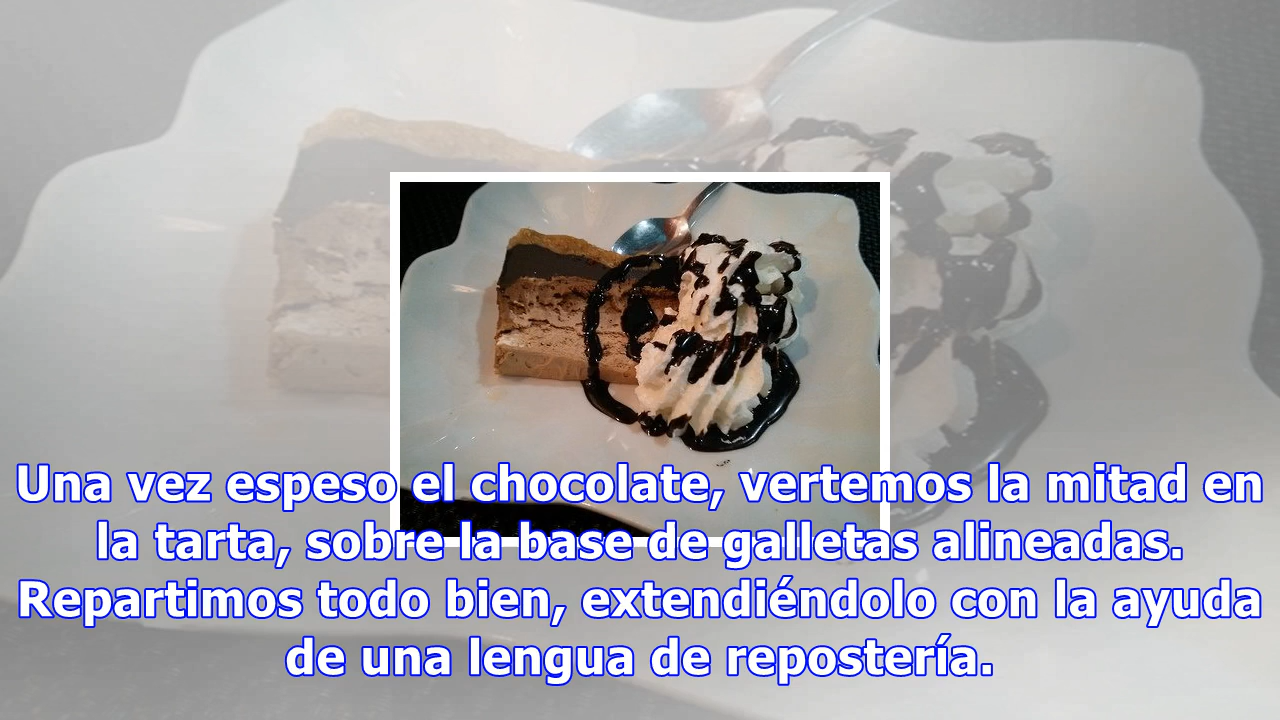 Una vez espeso el chocolate, vertemos la mitad en
la tarta, sobre la base de galletas alineadas.
Repartimos todo bien, extendiéndolo con la ayuda
de una lengua de repostería.